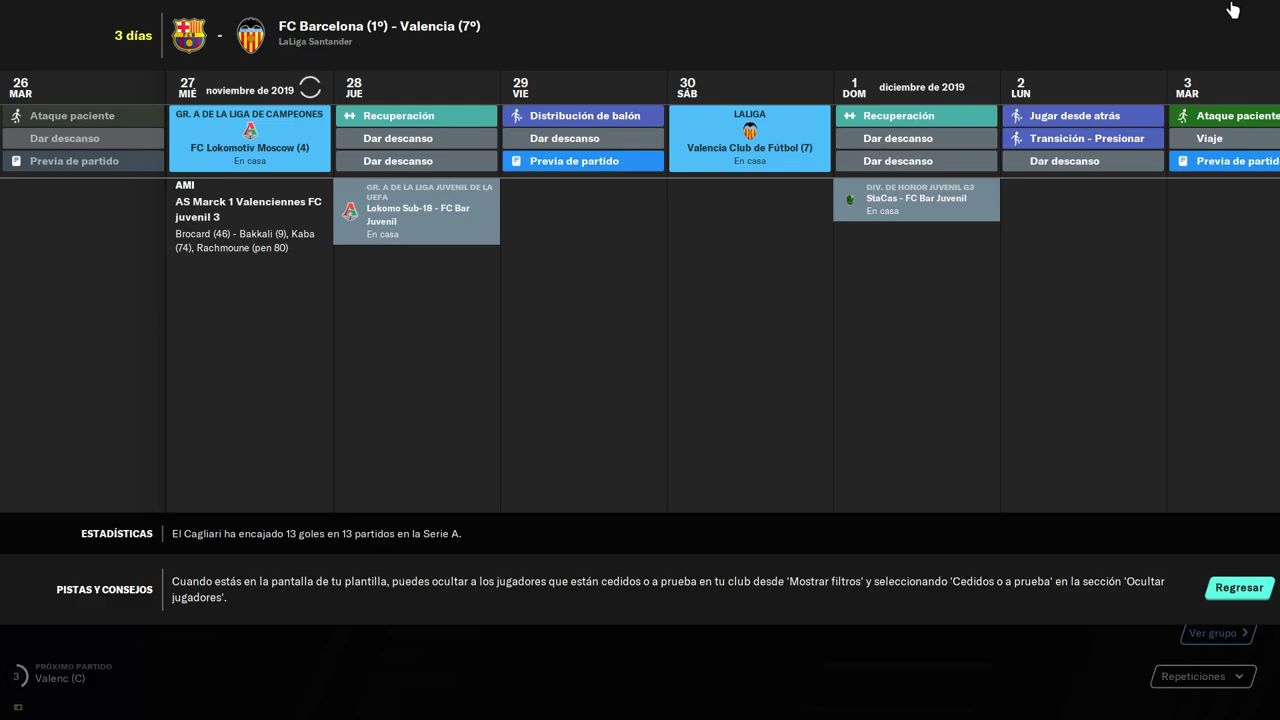 3 días
-
FC Barcelona (1º) - Valencia (7º)
LaLiga Santander
26
MAR
27
MIÉ
noviembre de 2019
28
JUE
29
VIE
30
SÁB
1
DOM
diciembre de 2019
2
LUN
3
MAR
Ataque paciente
Dar descanso
Previa de partido
GR. A DE LA LIGA DE CAMPEONES
FC Lokomotiv Moscow (4)
En casa
Recuperación
Dar descanso
Dar descanso
Distribución de balón
Dar descanso
Previa de partido
LALIGA
Valencia Club de Fútbol (7)
En casa
Recuperación
Dar descanso
Dar descanso
Jugar desde atrás
Transición - Presionar
Dar descanso
Ataque paciente
Viaje
Previa de partid
AMI
AS Marck 1 Valenciennes FC
juvenil 3
Brocard (46) - Bakkali (9), Kaba
(74), Rachmoune (pen 80)
GR. A DE LA LIGA JUVENIL DE LA
UEFA
Lokomo Sub-18 - FC Bar
Juvenil
En casa
DIV. DE HONOR JUVENIL G3
StaCas - FC Bar Juvenil
En casa
ESTADÍSTICAS
El Cagliari ha encajado 13 goles en 13 partidos en la Serie A.
PISTAS Y CONSEJOS
Cuando estás en la pantalla de tu plantilla, puedes ocultar a los jugadores que están cedidos o a prueba en tu club desde 'Mostrar filtros' y seleccionando 'Cedidos o a prueba' en la sección 'Ocultar
jugadores'.
Regresar
Ver grupo
3
PRÓXIMO PARTIDO
Valenc (C)
Repeticiones